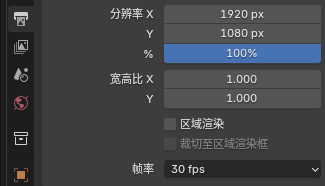 分辨率 X 1920 px
Y 1080 px
% 100%
宽高比 X 1.000
Y 1.000
区域渲染
裁切至区域渲染框
帧率 30 fps